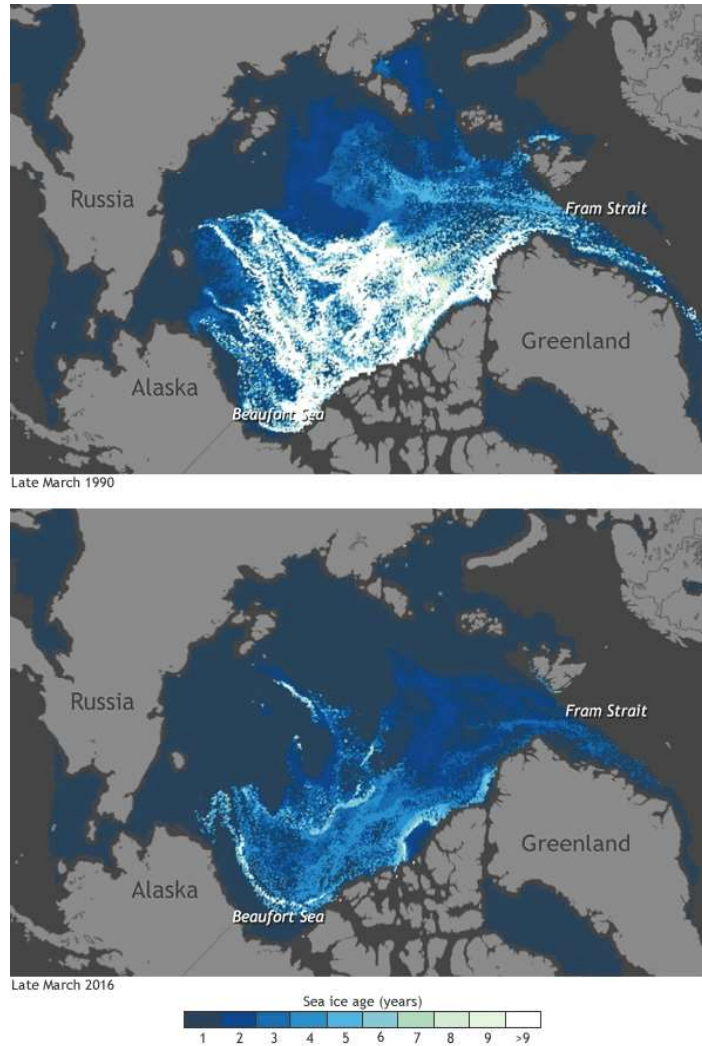 Russia
Fram Strait
Greenland
Alaska
Beaufort Sea
Late March 1990
Russia
Fram Strait
Greenland
Alaska
Beaufort Sea
Late March 2016
Sea ice age (years)
1 2 3 4 5 6 7 8 9 >9